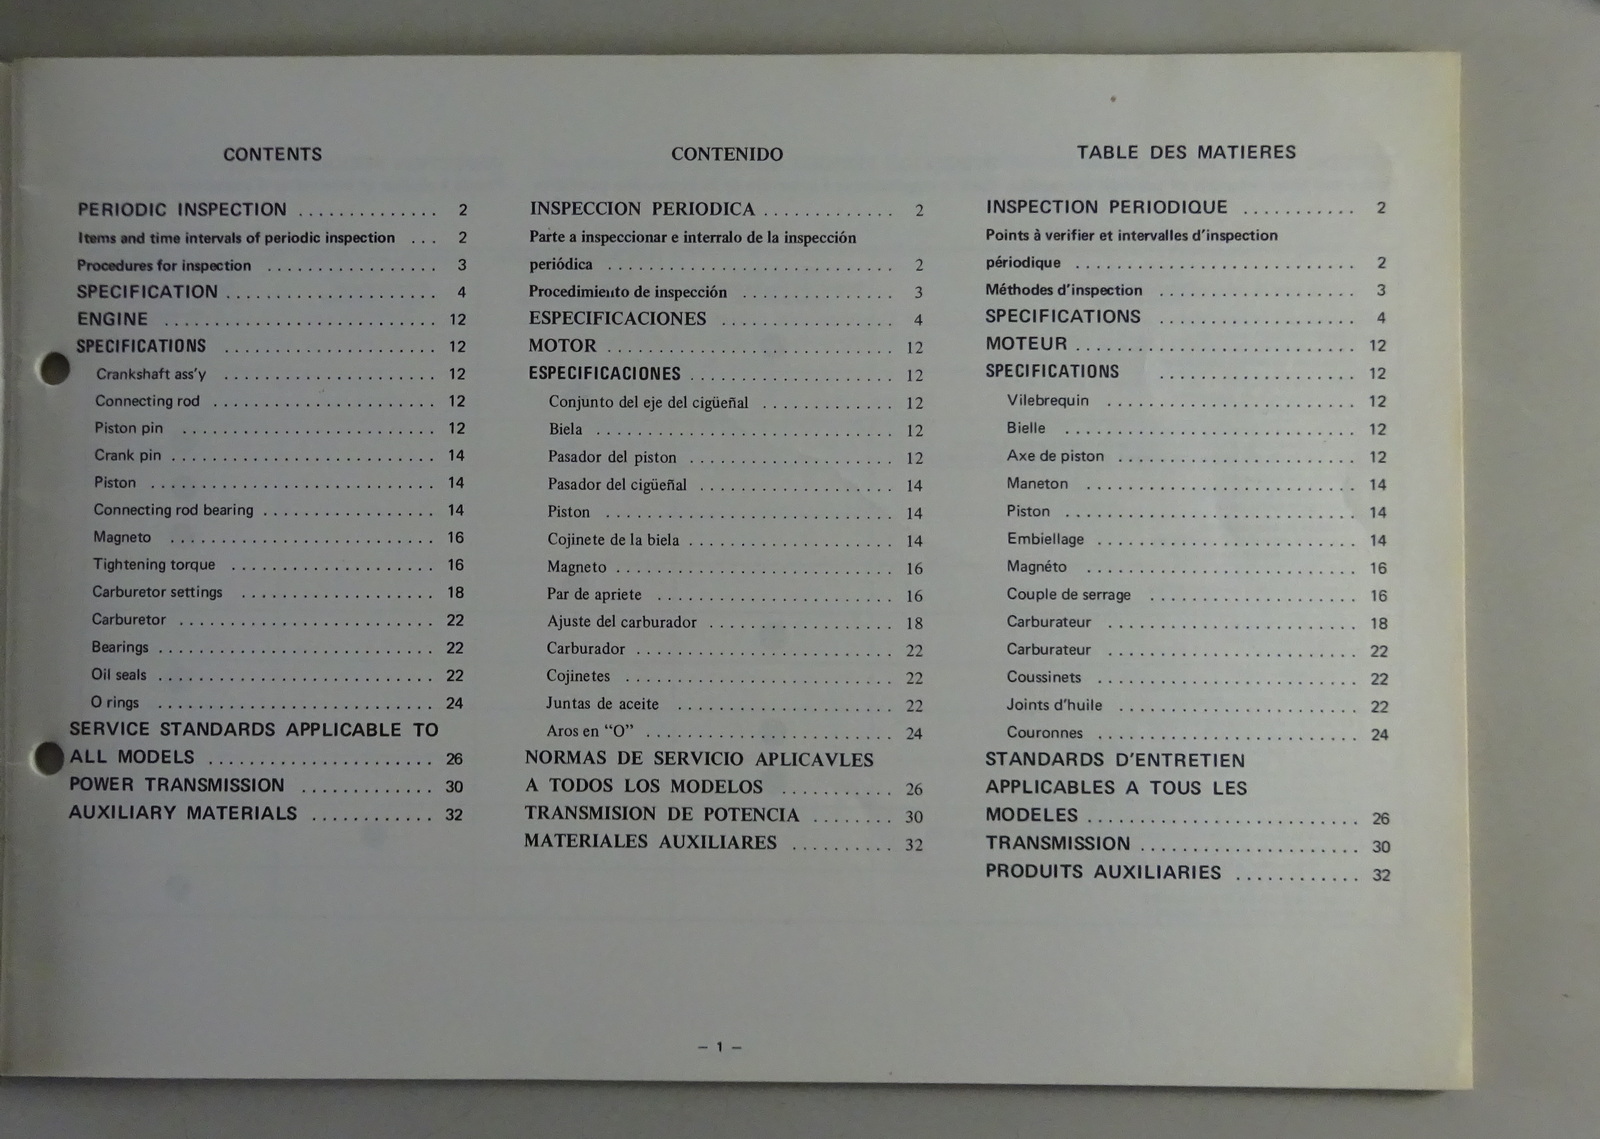 CONTENTS
PERIODIC INSPECTION .............. 2
Items and time intervals of periodic inspection ... 2
Procedures for inspection ................. 3
SPECIFICATION ..................... 4
ENGINE ........................... 12
SPECIFICATIONS ..................... 12
Crankshaft ass'y ..................... 12
Connecting rod ...................... 12
Piston pin ......................... 12
Crank pin .......................... 14
Piston ............................ 14
Connecting rod bearing ................. 14
Magneto .......................... 16
Tightening torque .................... 16
Carburetor settings ................... 18
Carburetor ......................... 22
Bearings ........................... 22
Oil seals ........................... 22
O rings ........................... 24
SERVICE STANDARDS APPLICABLE TO
ALL MODELS ...................... 26
POWER TRANSMISSION ............. 30
AUXILIARY MATERIALS ............ 32
CONTENIDO
INSPECCION PERIODICA ............. 2
Parte a inspeccionar e interralo de la inspección
periódica ............................ 2
Procedimiento de inspección ............... 3
ESPECIFICACIONES ................. 4
MOTOR ............................ 12
ESPECIFICACIONES .................... 12
Conjunto del eje del cigüeñal ............. 12
Biela ............................. 12
Pasador del piston .................... 12
Pasador del cigüeñal ................... 14
Piston ............................ 14
Cojinete de la biela .................... 14
Magneto ........................... 16
Par de apriete ....................... 16
Ajuste del carburador .................. 18
Carburador ......................... 22
Cojinetes .......................... 22
Juntas de aceite ..................... 22
Aros en “O” ........................ 24
NORMAS DE SERVICIO APLICAVLES
A TODOS LOS MODELOS ........... 26
TRANSMISION DE POTENCIA ........ 30
MATERIALES AUXILIARES .......... 32
TABLE DES MATIERES
INSPECTION PERIODIQUE ........... 2
Points à verifier et intervalles d'inspection
périodique ........................... 2
Méthodes d'inspection ................... 3
SPECIFICATIONS ................... 4
MOTEUR ........................... 12
SPECIFICATIONS ................... 12
Vilebrequin ........................ 12
Bielle ............................ 12
Axe de piston ....................... 12
Maneton .......................... 14
Piston ............................ 14
Embiellage ......................... 14
Magnéto .......................... 16
Couple de serrage .................... 16
Carburateur ........................ 18
Carburateur ........................ 22
Coussinets ......................... 22
Joints d'huile ....................... 22
Couronnes ......................... 24
STANDARDS D'ENTRETIEN
APPLICABLES A TOUS LES
MODELES .......................... 26
TRANSMISSION ..................... 30
PRODUITS AUXILIARIES ............ 32
– 1 –